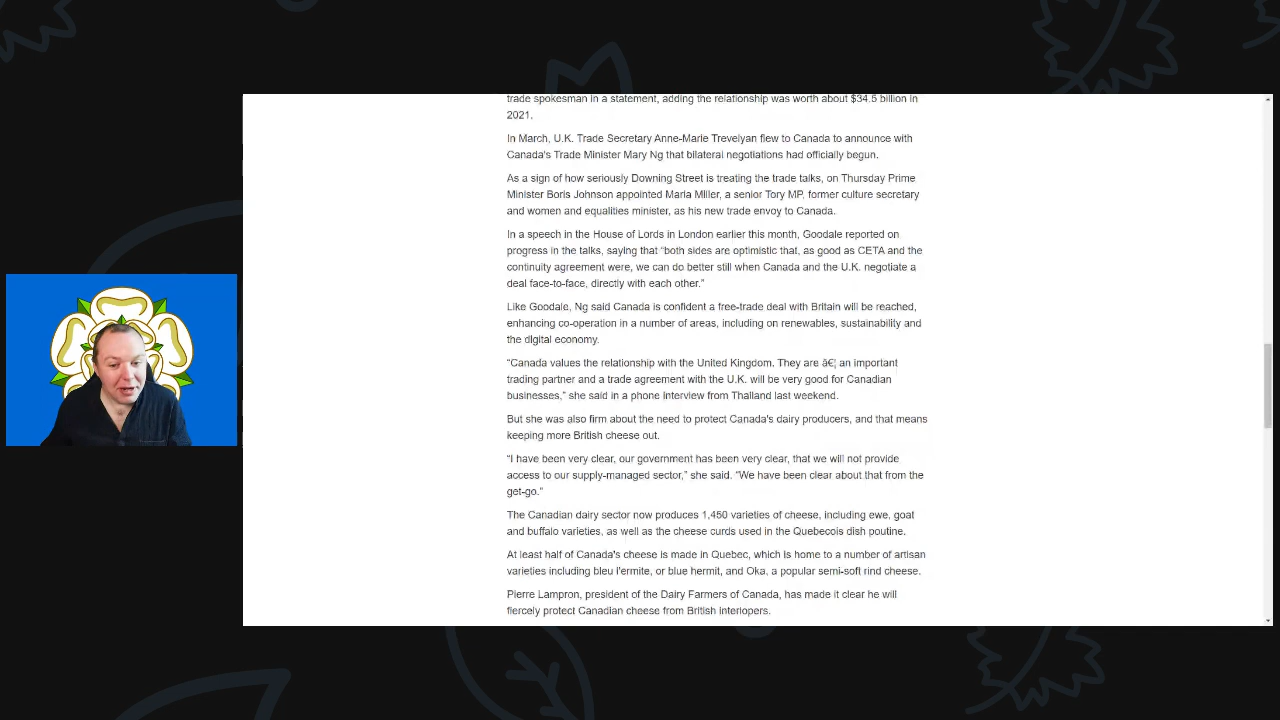 trade spokesman in a statement, adding the relationship was worth about $34.5 billion in
2021.
In March, U.K. Trade Secretary Anne-Marie Trevelyan flew to Canada to announce with
Canada's Trade Minister Mary Ng that bilateral negotiations had officially begun.
As a sign of how seriously Downing Street is treating the trade talks, on Thursday Prime
Minister Boris Johnson appointed Maria Miller, a senior Tory MP, former culture secretary
and women and equalities minister, as his new trade envoy to Canada.
In a speech in the House of Lords in London earlier this month, Goodale reported on
progress in the talks, saying that “both sides are optimistic that, as good as CETA and the
continuity agreement were, we can do better still when Canada and the U.K. negotiate a
deal face-to-face, directly with each other.”
Like Goodale, Ng said Canada is confident a free-trade deal with Britain will be reached,
enhancing co-operation in a number of areas, including on renewables, sustainability and
the digital economy.
“Canada values the relationship with the United Kingdom. They are â€¦ an important
trading partner and a trade agreement with the U.K. will be very good for Canadian
businesses,” she said in a phone interview from Thailand last weekend.
But she was also firm about the need to protect Canada's dairy producers, and that means
keeping more British cheese out.
“I have been very clear, our government has been very clear, that we will not provide
access to our supply-managed sector,” she said. “We have been clear about that from the
get-go.”
The Canadian dairy sector now produces 1,450 varieties of cheese, including ewe, goat
and buffalo varieties, as well as the cheese curds used in the Quebecois dish poutine.
At least half of Canada's cheese is made in Quebec, which is home to a number of artisan
varieties including bleu l'ermite, or blue hermit, and Oka, a popular semi-soft rind cheese.
Pierre Lampron, president of the Dairy Farmers of Canada, has made it clear he will
fiercely protect Canadian cheese from British interlopers.